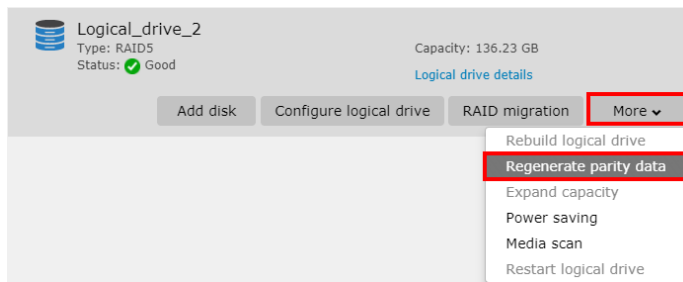 Logical_drive_2
Type: RAID5 Capacity: 136.23 GB
Status: Good
Logical drive details
Add disk Configure logical drive RAID migration More
Rebuild logical drive
Regenerate parity data
Expand capacity
Power saving
Media scan
Restart logical drive